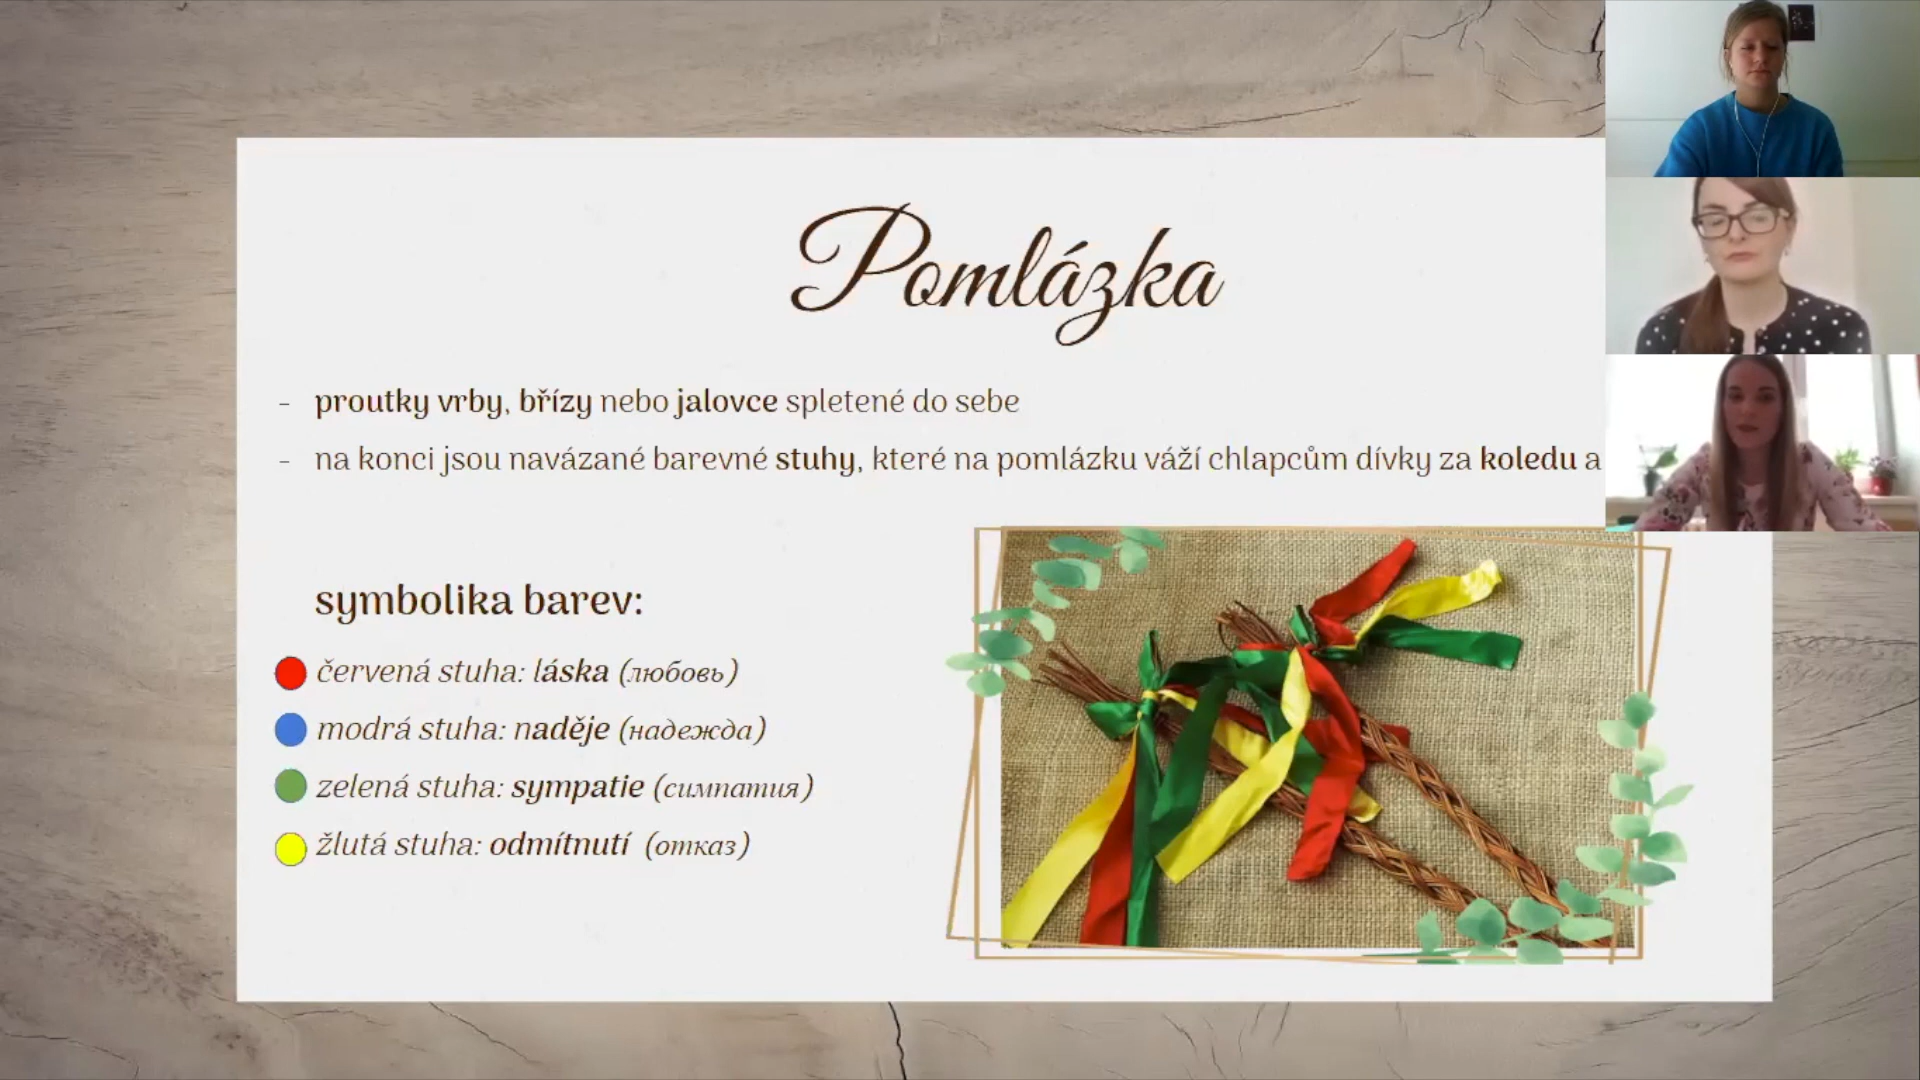 Pomlázka
- proutky vrby, břízy nebo jalovce spletené do sebe
- na konci jsou navázané barevné stuhy, které na pomlázku váží chlapcům dívky za koledu a
symbolika barev:
červená stuha: láska (любовь)
modrá stuha: naděje (надежда)
zelená stuha: sympatie (симпатия)
žlutá stuha: odmítnutí (отказ)